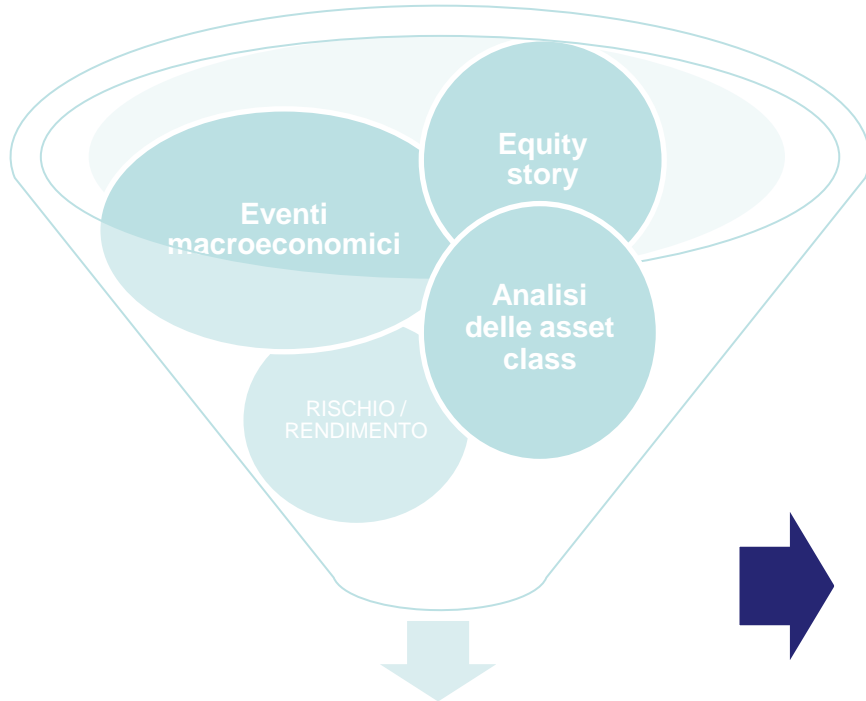 Equity
story
Eventi
macroeconomici
Analisi
delle asset
class
RISCHIO /
RENDIMENTO